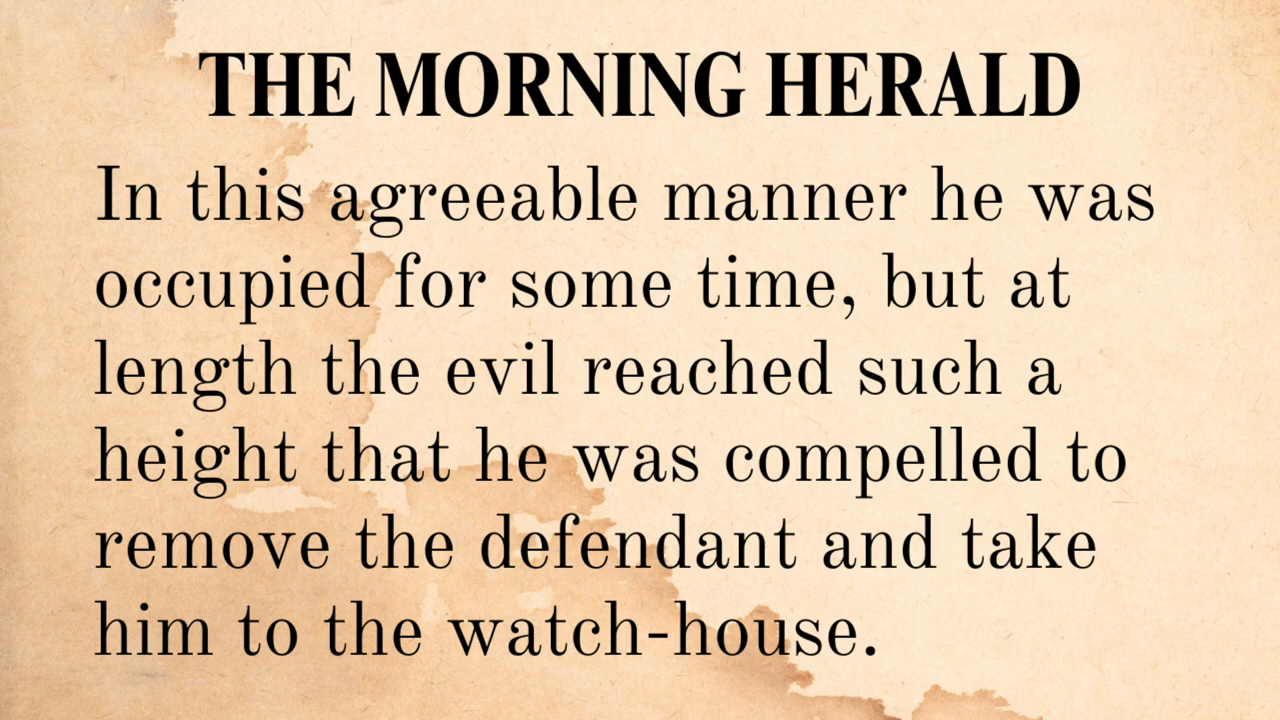 THE MORNING HERALD
In this agreeable manner he was
occupied for some time, but at
length the evil reached such a
height that he was compelled to
remove the defendant and take
him to the watch-house.